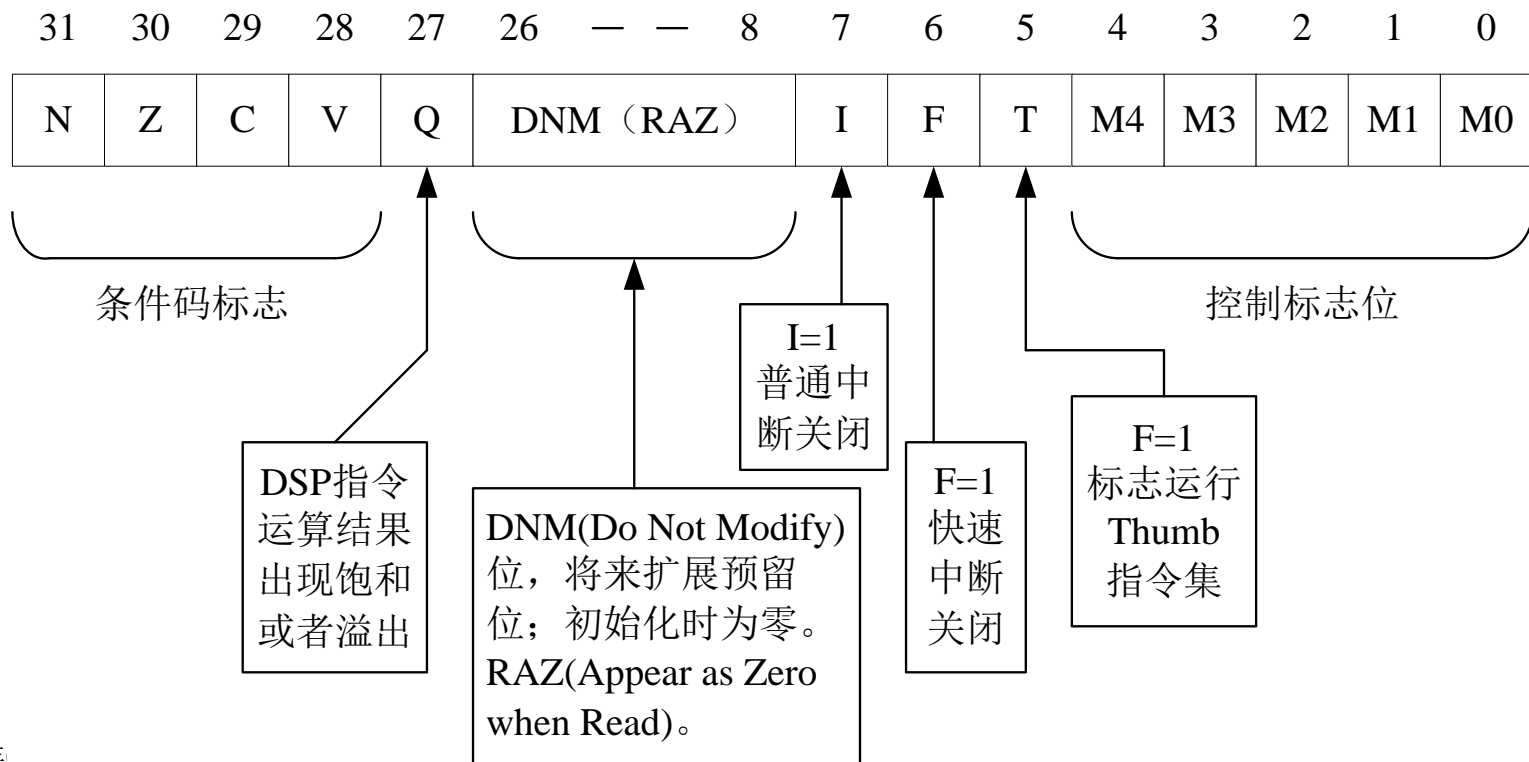 31 30 29 28 27 26 — — 8 7 6 5 4 3 2 1 0
N Z C V Q DNM（RAZ） I F T M4 M3 M2 M1 M0
条件码标志
控制标志位
DSP指令
运算结果
出现饱和
或者溢出
DNM(Do Not Modify)
位，将来扩展预留
位；初始化时为零。
RAZ(Appear as Zero
when Read)。
I=1
普通中
断关闭
F=1
快速
中断
关闭
F=1
标志运行
Thumb
指令集